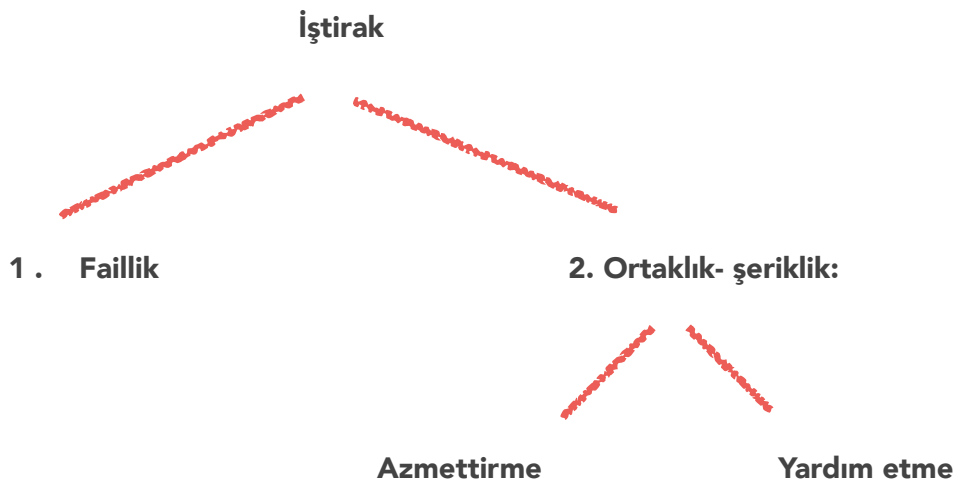 İştirak
1 . Faillik
2. Ortaklık- şeriklik:
Azmettirme
Yardım etme